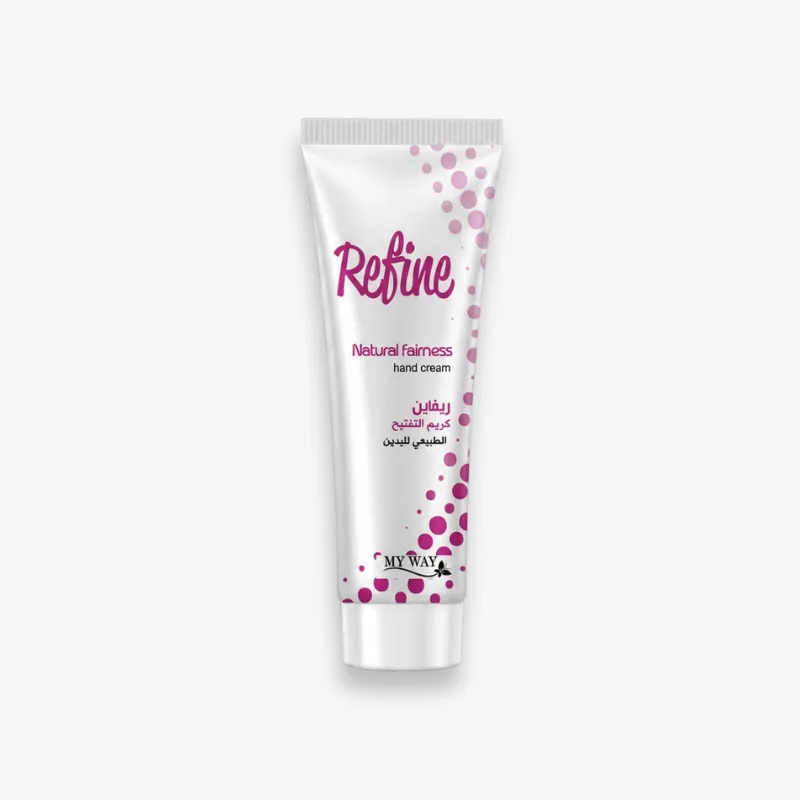 Refine
Natural fairness
hand cream
ريفاين
كريم التفتيح
الطبيعي لليدين
MY WAY